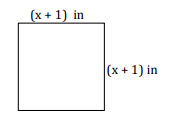 (x + 1) in
(x + 1) in